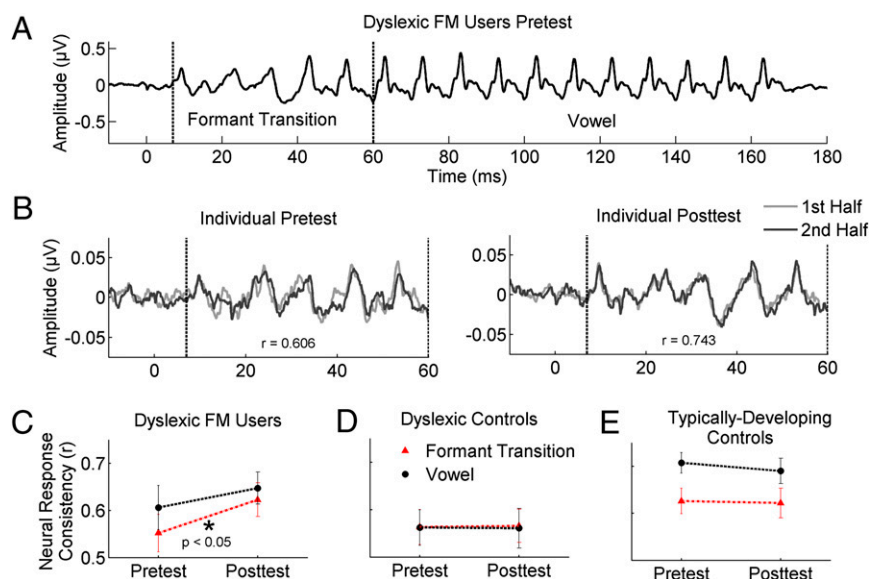 A
Dyslexic FM Users Pretest
Amplitude (µV)
0.5
0
-0.5
Formant Transition
Vowel
0 20 40 60 80 100 120 140 160 180
Time (ms)
B
Individual Pretest
Individual Posttest
1st Half
2nd Half
Amplitude (µV)
0.05
0
-0.05
r = 0.606
0 20 40 60
0.05
0
-0.05
r = 0.743
0 20 40 60
C
Dyslexic FM Users
Neural Response
Consistency (r)
0.7
0.6
0.5
*
p < 0.05
Pretest Posttest
D
Dyslexic Controls
Formant Transition
Vowel
Pretest Posttest
E
Typically-Developing
Controls
Pretest Posttest